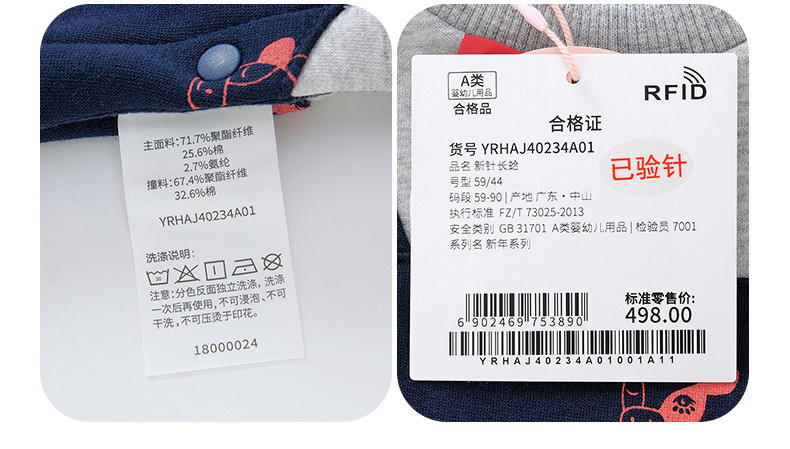 主面料:71.7%聚酯纤维
25.6%棉
2.7%氨纶
撞料:67.4%聚酯纤维
32.6%棉
YRHAJ40234A01
洗涤说明:
30
注意:分色反面独立洗涤,洗涤
一次后再使用,不可浸泡、不可
干洗,不可压烫于印花。
18000024
A类
婴幼儿用品
合格品
RFID
合格证
货号 YRHAJ40234A01
已验针
品名 新针长蛤
号型 59/44
码段 59-90 | 产地 广东·中山
执行标准 FZ/T 73025-2013
安全类别 GB 31701 A类婴幼儿用品 | 检验员 7001
系列名 新年系列
标准零售价:
498.00
6 902469 753890
YRHAJ40234A01001A11